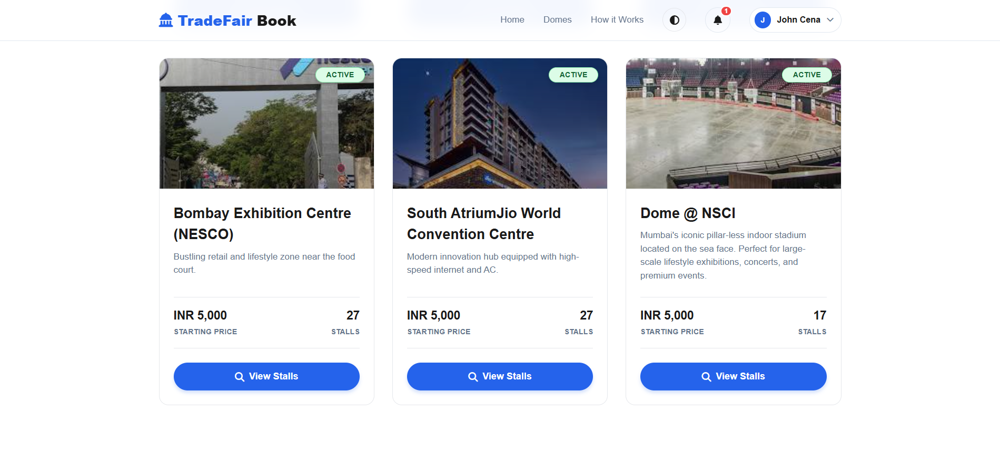 TradeFair Book
Home
Domes
How it Works
1
J
John Cena
ACTIVE
Bombay Exhibition Centre
(NESCO)
Bustling retail and lifestyle zone near the food
court.
INR 5,000
27
STARTING PRICE
STALLS
View Stalls
ACTIVE
South AtriumJio World
Convention Centre
Modern innovation hub equipped with high-
speed internet and AC.
INR 5,000
27
STARTING PRICE
STALLS
View Stalls
ACTIVE
Dome @ NSCI
Mumbai's iconic pillar-less indoor stadium
located on the sea face. Perfect for large-
scale lifestyle exhibitions, concerts, and
premium events.
INR 5,000
17
STARTING PRICE
STALLS
View Stalls